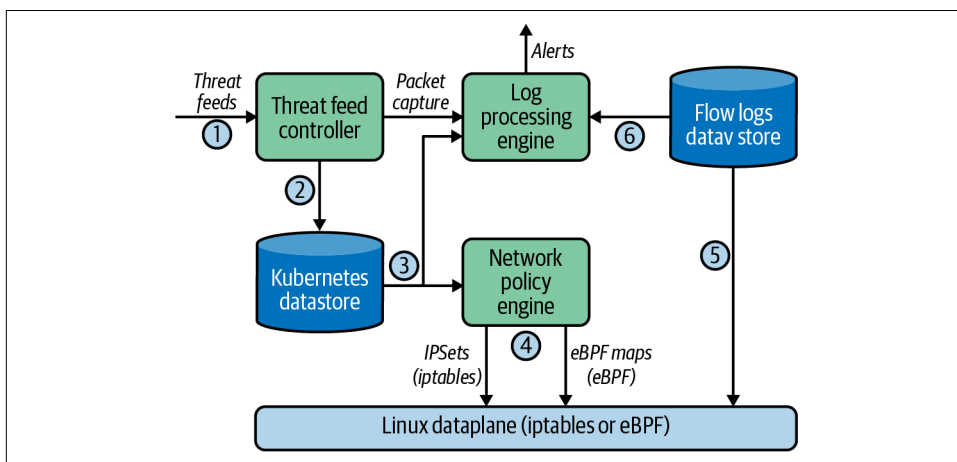 Alerts
Threat
feeds
1
Threat feed
controller
Packet
capture
Log
processing
engine
6
Flow logs
datav store
2
Kubernetes
datastore
3
Network
policy
engine
5
4
IPSets
(iptables)
eBPF maps
(eBPF)
Linux dataplane (iptables or eBPF)